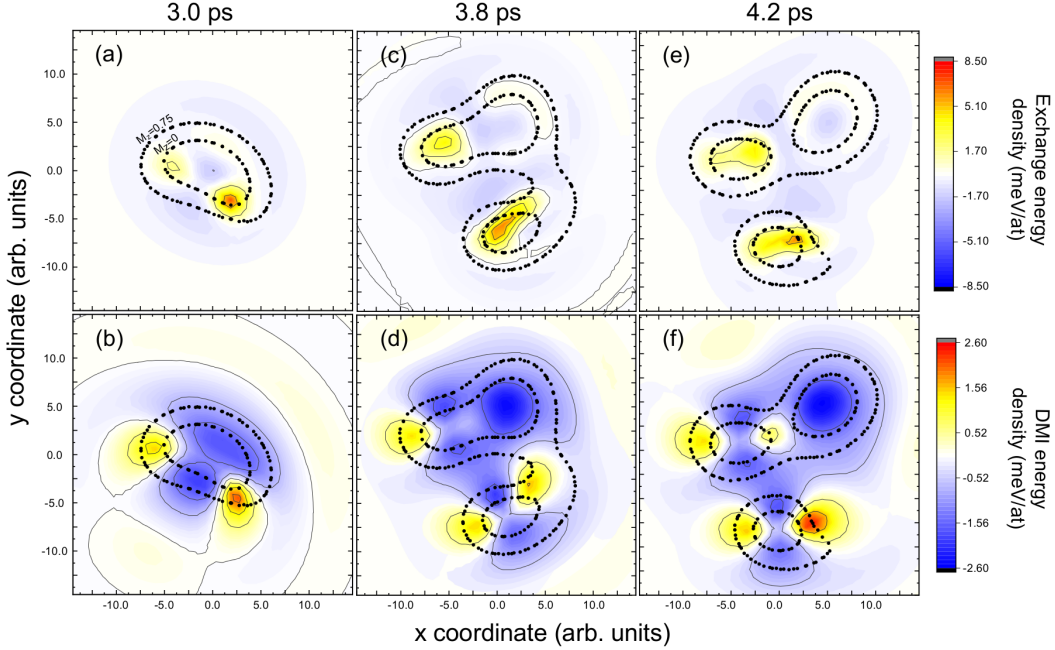 3.0 ps 3.8 ps 4.2 ps
(a) (c) (e)
M_z=0.75
M_z=0
10.0
5.0
0.0
-5.0
-10.0
8.50
5.10
1.70
-1.70
-5.10
-8.50
Exchange energy
density (meV/at)
(b) (d) (f)
10.0
5.0
0.0
-5.0
-10.0
2.60
1.56
0.52
-0.52
-1.56
-2.60
DMI energy
density (meV/at)
y coordinate (arb. units)
-10.0 -5.0 0.0 5.0 10.0 -10.0 -5.0 0.0 5.0 10.0 -10.0 -5.0 0.0 5.0 10.0
x coordinate (arb. units)